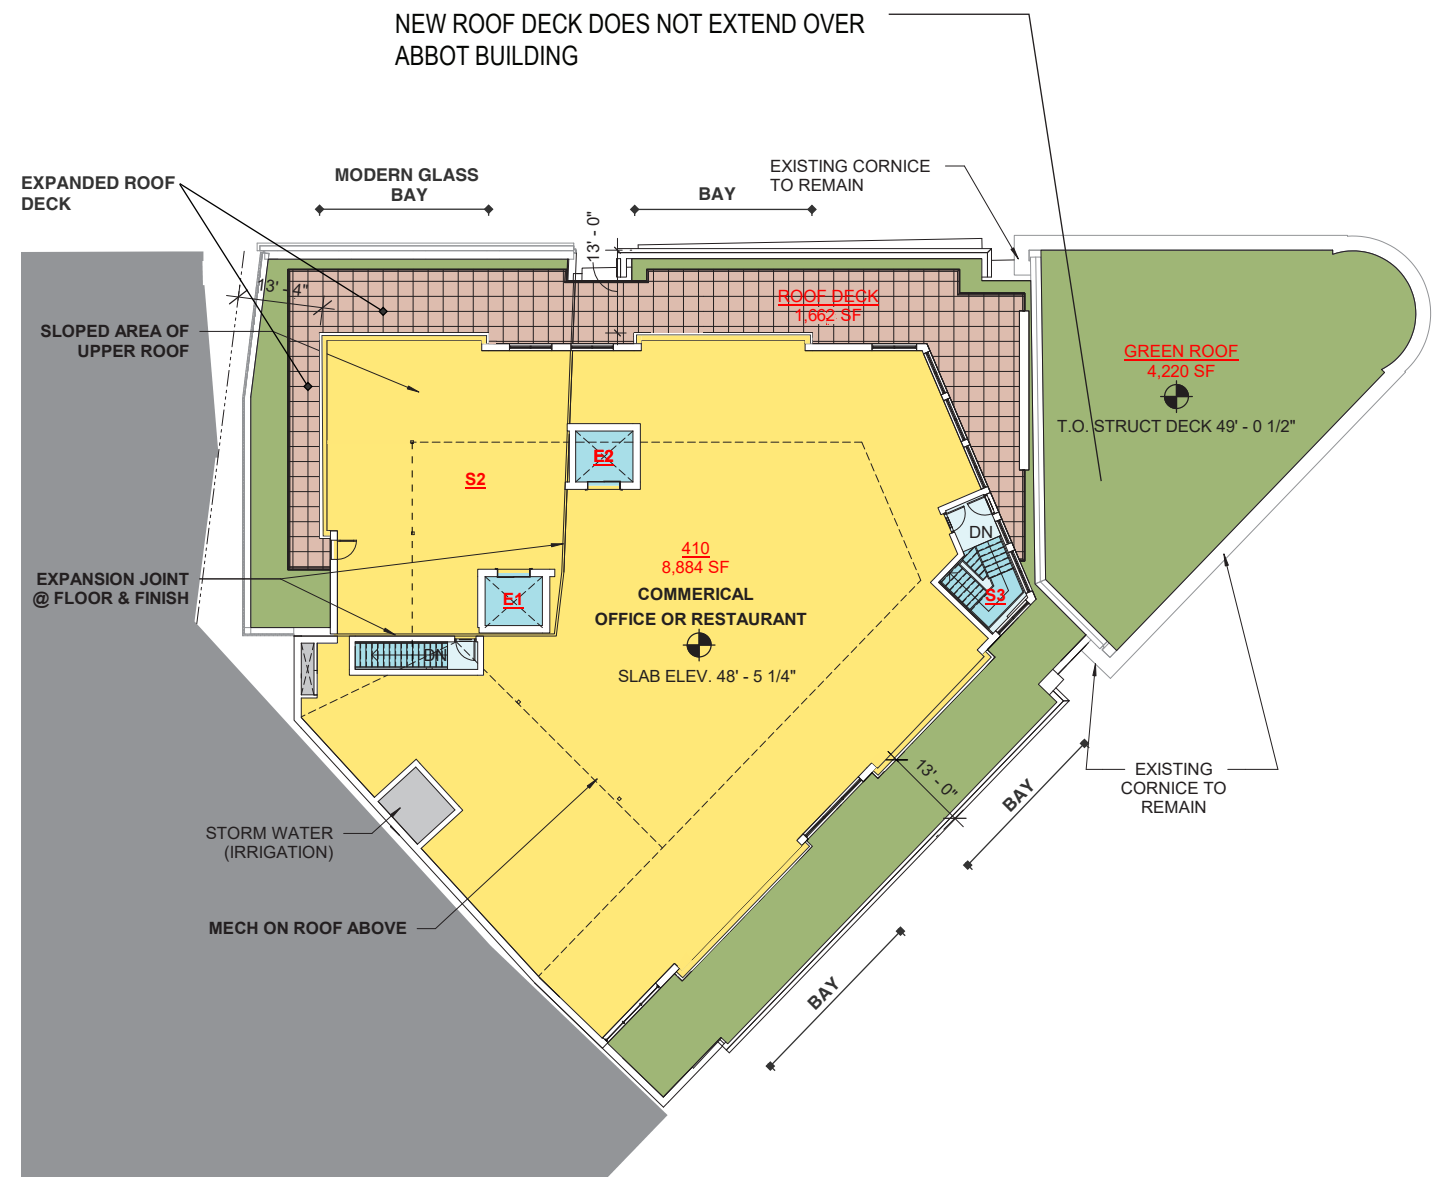 NEW ROOF DECK DOES NOT EXTEND OVER
ABBOT BUILDING
EXPANDED ROOF
DECK
MODERN GLASS
BAY
BAY
EXISTING CORNICE
TO REMAIN
13' - 0"
13' - 4"
ROOF DECK
1,662 SF
SLOPED AREA OF
UPPER ROOF
GREEN ROOF
4,220 SF
T.O. STRUCT DECK 49' - 0 1/2"
E2
S2
DN
410
8,884 SF
COMMERICAL
OFFICE OR RESTAURANT
SLAB ELEV. 48' - 5 1/4"
EXPANSION JOINT
@ FLOOR & FINISH
E1
S3
DN
13' - 0"
BAY
EXISTING
CORNICE TO
REMAIN
STORM WATER
(IRRIGATION)
MECH ON ROOF ABOVE
BAY